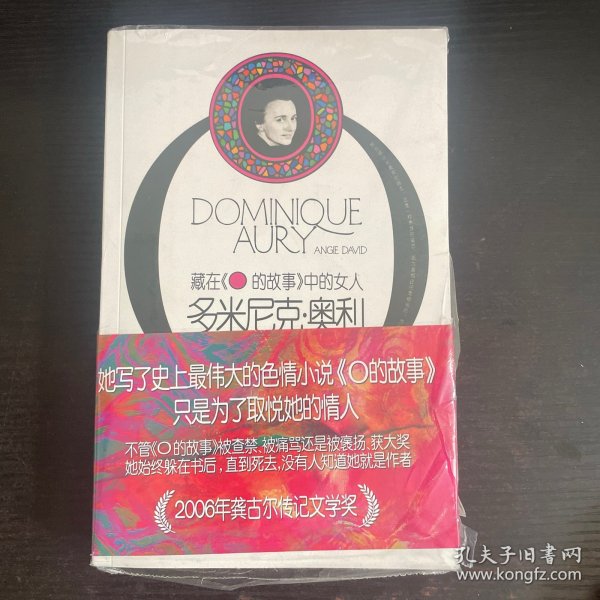 DOMINIQUE
AURY
ANGIE DAVID
藏在《O的故事》中的女人
多米尼克·奥利
她写了史上最伟大的色情小说《O的故事》
只是为了取悦她的情人
不管《O的故事》被查禁、被痛骂还是被褒扬、获大奖
她始终躲在书后，直到死去，没有人知道她就是作者
2006年龚古尔传记文学奖
孔夫子旧书网
www.kongfz.com